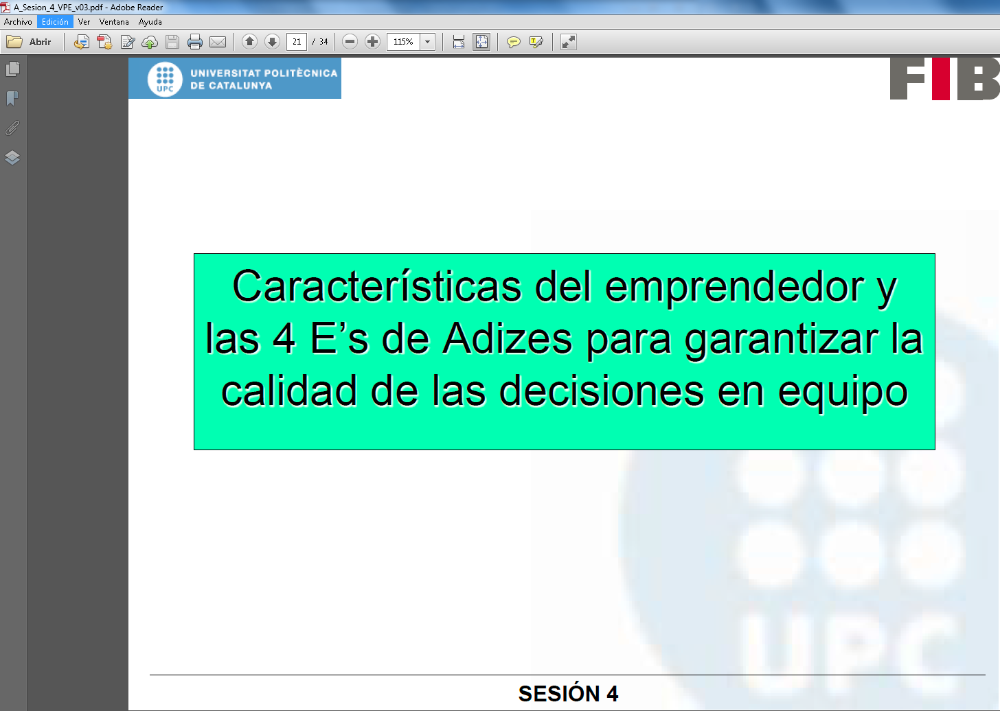 A_Sesion_4_VPE_v03.pdf - Adobe Reader
Archivo Edición Ver Ventana Ayuda
Abrir 21 / 34 115%
UNIVERSITAT POLITÈCNICA
DE CATALUNYA
UPC
FIB
Características del emprendedor y
las 4 E’s de Adizes para garantizar la
calidad de las decisiones en equipo
UPC
SESIÓN 4